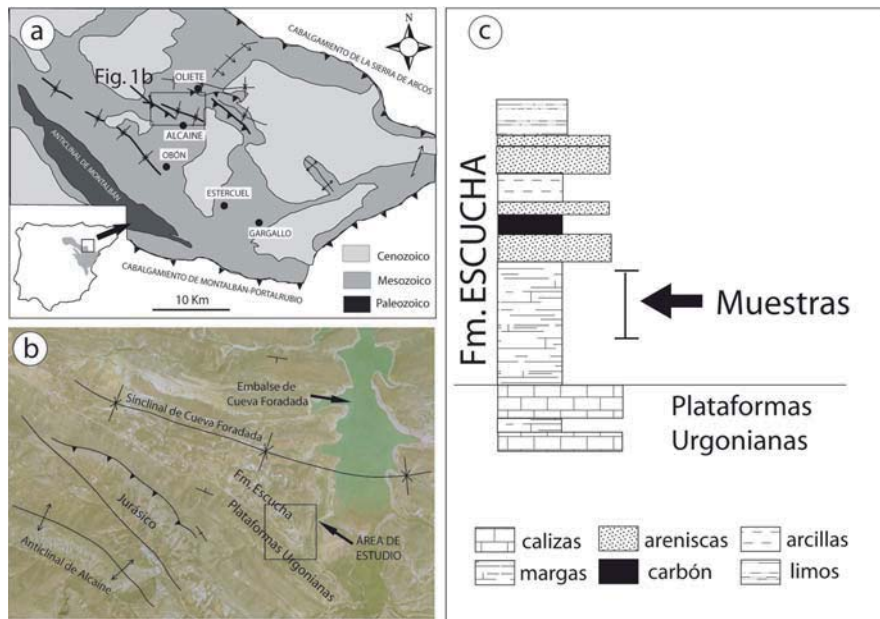 a
Fig. 1b
OLIETE
ALCAINE
OBÓN
ESTERCUEL
GARGALLO
ANTICLINAL DE MONTALBÁN
CABALGAMIENTO DE LA SIERRA DE ARCOS
N
CABALGAMIENTO DE MONTALBÁN-PORTALRUBIO
10 Km
Cenozoico
Mesozoico
Paleozoico
b
Embalse de
Cueva Foradada
Sinclinal de Cueva Foradada
Fm. Escucha
Plataformas Urgonianas
Jurásico
Anticlinal de Alcaine
ÁREA DE
ESTUDIO
c
Fm. ESCUCHA
Muestras
Plataformas
Urgonianas
calizas
areniscas
arcillas
margas
carbón
limos